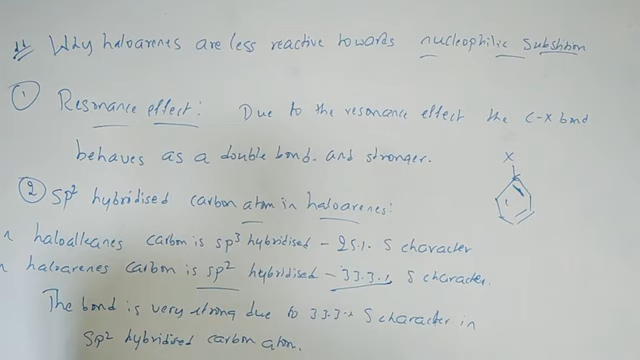 Why haloarenes are less reactive towards nucleophilic Substition
① Resonance effect: Due to the resonance effect the C-X bond
behaves as a double bond. and stronger.
X
② Sp² hybridised carbon atom in haloarenes:
haloalkanes carbon is sp³ hybridised - 25.1. S character
haloarenes carbon is sp² hybridised - 33.3.1 S character.
The bond is very strong due to 33.3% S character in
Sp² hybridised carbon atom.